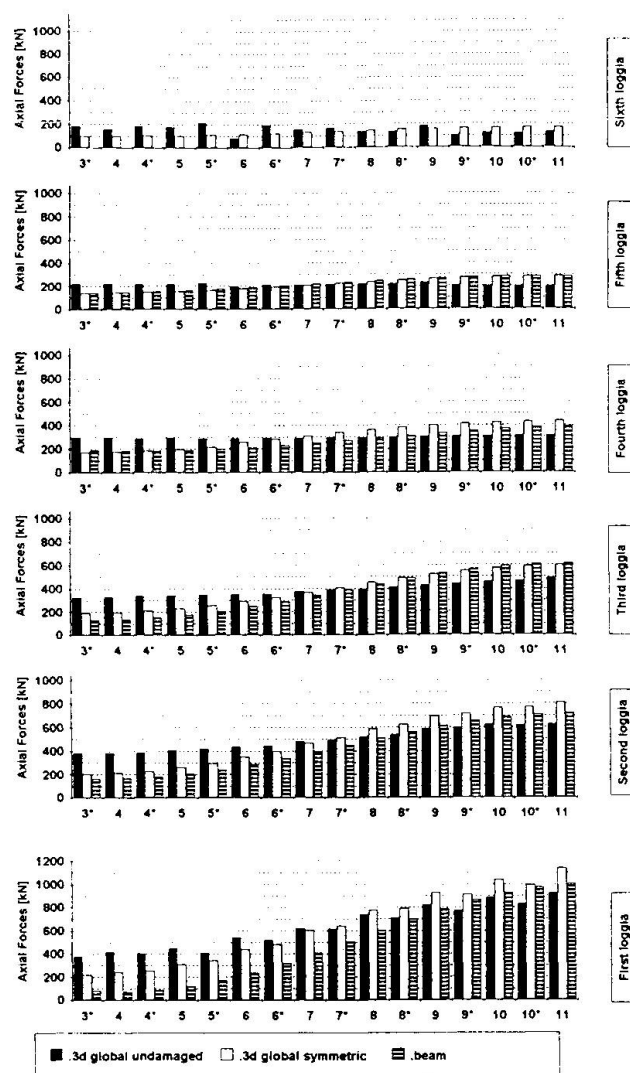 Axial Forces [kN]
1000
800
600
400
200
0
3* 4 4* 5 5* 6 6* 7 7* 8 8* 9 9* 10 10* 11
Sixth loggia
Axial Forces [kN]
1000
800
600
400
200
0
3* 4 4* 5 5* 6 6* 7 7* 8 8* 9 9* 10 10* 11
Fifth loggia
Axial Forces [kN]
1000
800
600
400
200
0
3* 4 4* 5 5* 6 6* 7 7* 8 8* 9 9* 10 10* 11
Fourth loggia
Axial Forces [kN]
1000
800
600
400
200
0
3* 4 4* 5 5* 6 6* 7 7* 8 8* 9 9* 10 10* 11
Third loggia
Axial Forces [kN]
1000
800
600
400
200
0
3* 4 4* 5 5* 6 6* 7 7* 8 8* 9 9* 10 10* 11
Second loggia
Axial Forces [kN]
1200
1000
800
600
400
200
0
3* 4 4* 5 5* 6 6* 7 7* 8 8* 9 9* 10 10* 11
First loggia
.3d global undamaged .3d global symmetric .beam